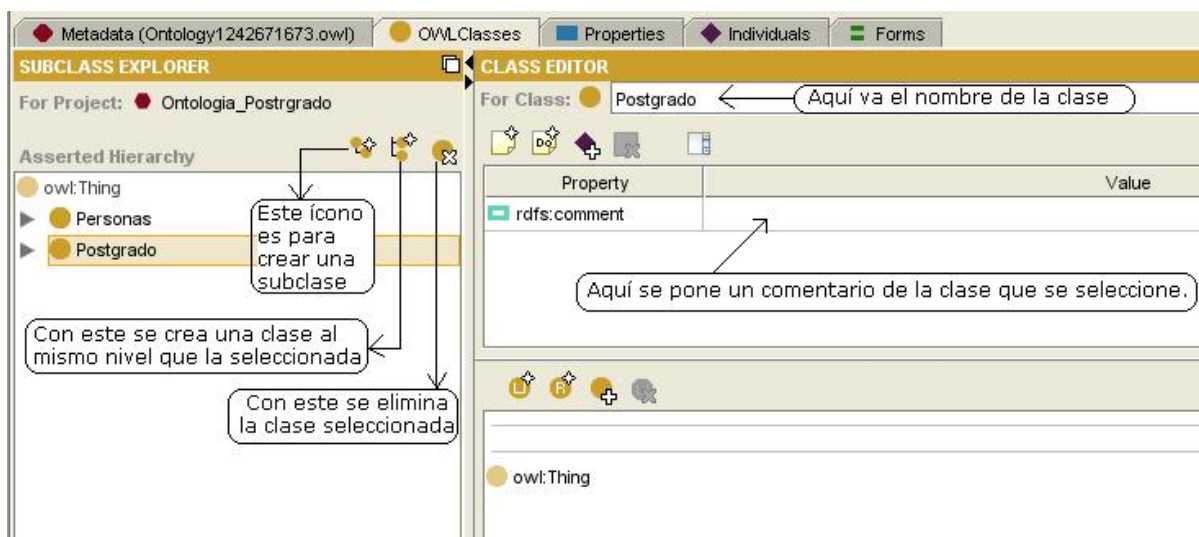 Metadata (Ontology1242671673.owl)
OWLClasses
Properties
Individuals
Forms
SUBCLASS EXPLORER
For Project: Ontologia_Postrgrado
Asserted Hierarchy
owl:Thing
Personas
Postgrado
Este ícono
es para
crear una
subclase
Con este se crea una clase al
mismo nivel que la seleccionada
Con este se elimina
la clase seleccionada
CLASS EDITOR
For Class: Postgrado
Aquí va el nombre de la clase
Property Value
rdfs:comment
Aquí se pone un comentario de la clase que se seleccione.
owl:Thing